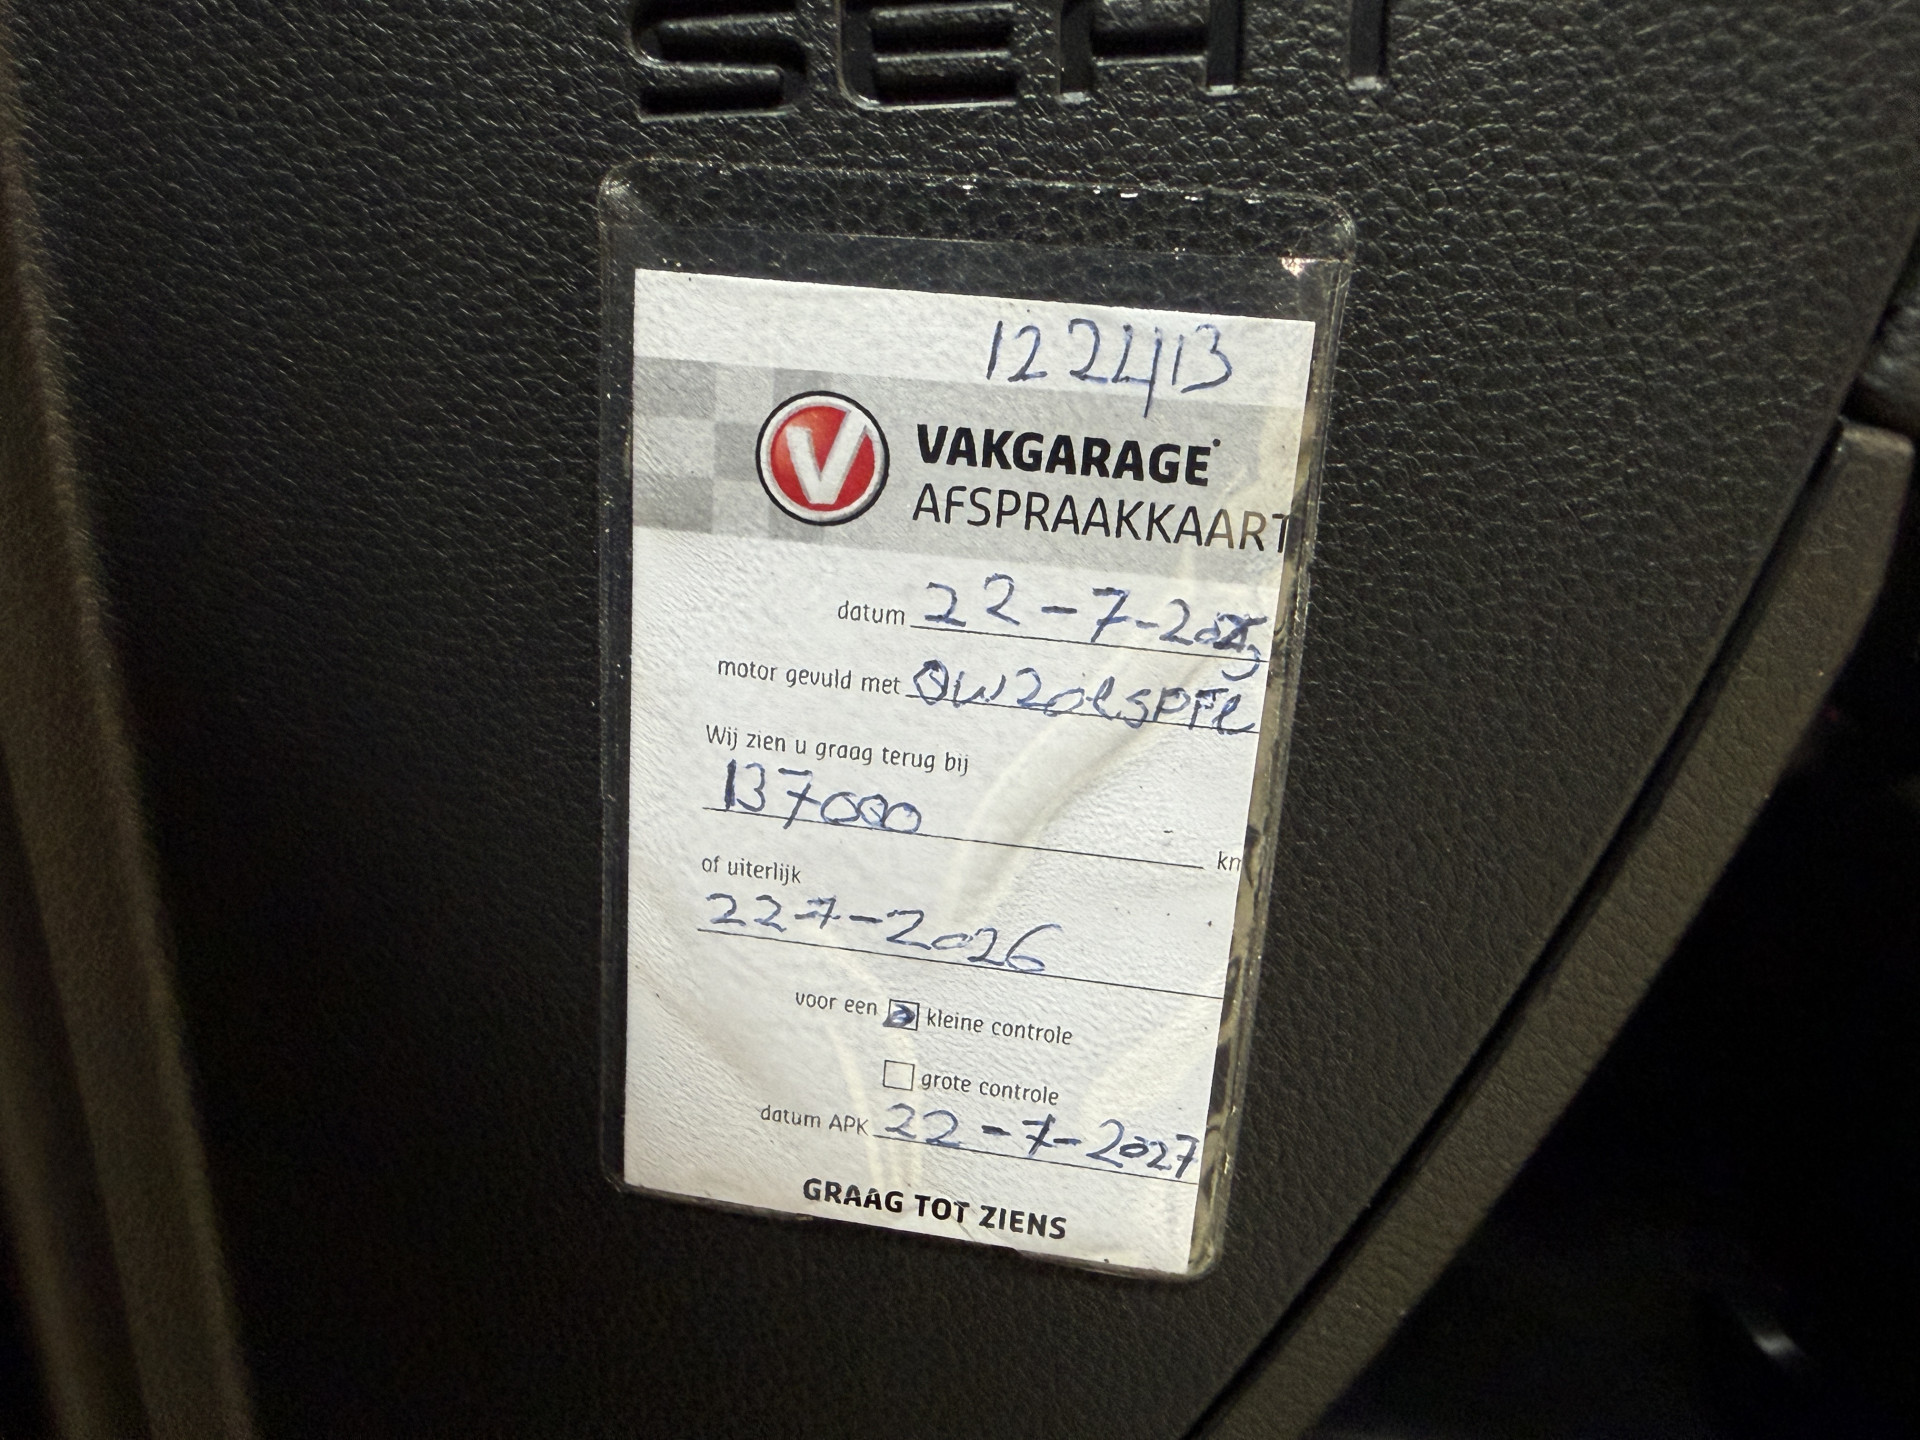 SEAT
122413
VAKGARAGE
AFSPRAAKKAART
datum 22-7-2025
motor gevuld met 0W20
Wij zien u graag terug bij
137000 km
of uiterlijk
22-7-2026
voor een kleine controle
grote controle
datum APK 22-7-2027
GRAAG TOT ZIENS